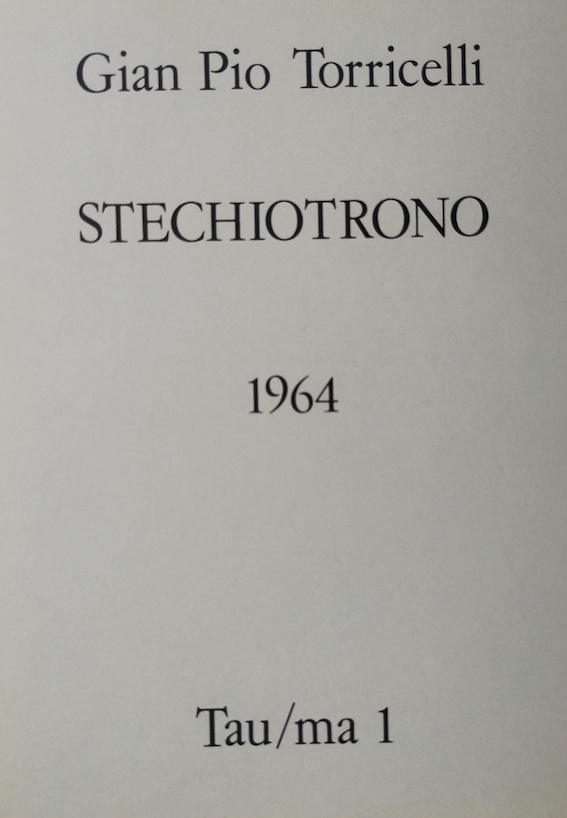 Gian Pio Torricelli
STECHIOTRONO
1964
Tau/ma 1